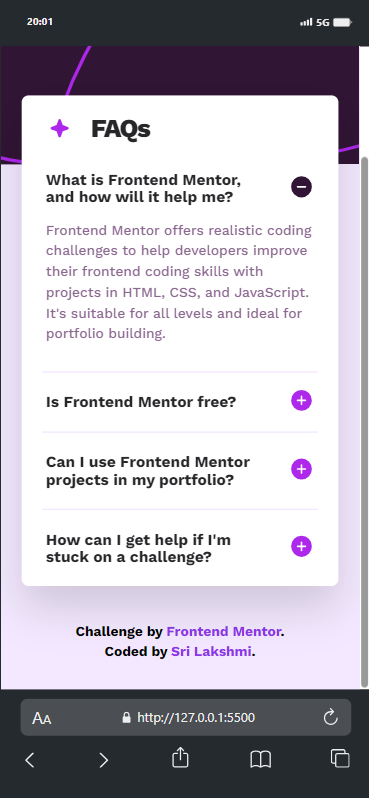 20:01
5G
FAQs
What is Frontend Mentor,
and how will it help me?
Frontend Mentor offers realistic coding
challenges to help developers improve
their frontend coding skills with
projects in HTML, CSS, and JavaScript.
It's suitable for all levels and ideal for
portfolio building.
Is Frontend Mentor free?
Can I use Frontend Mentor
projects in my portfolio?
How can I get help if I'm
stuck on a challenge?
Challenge by Frontend Mentor.
Coded by Sri Lakshmi.
AA
http://127.0.0.1:5500